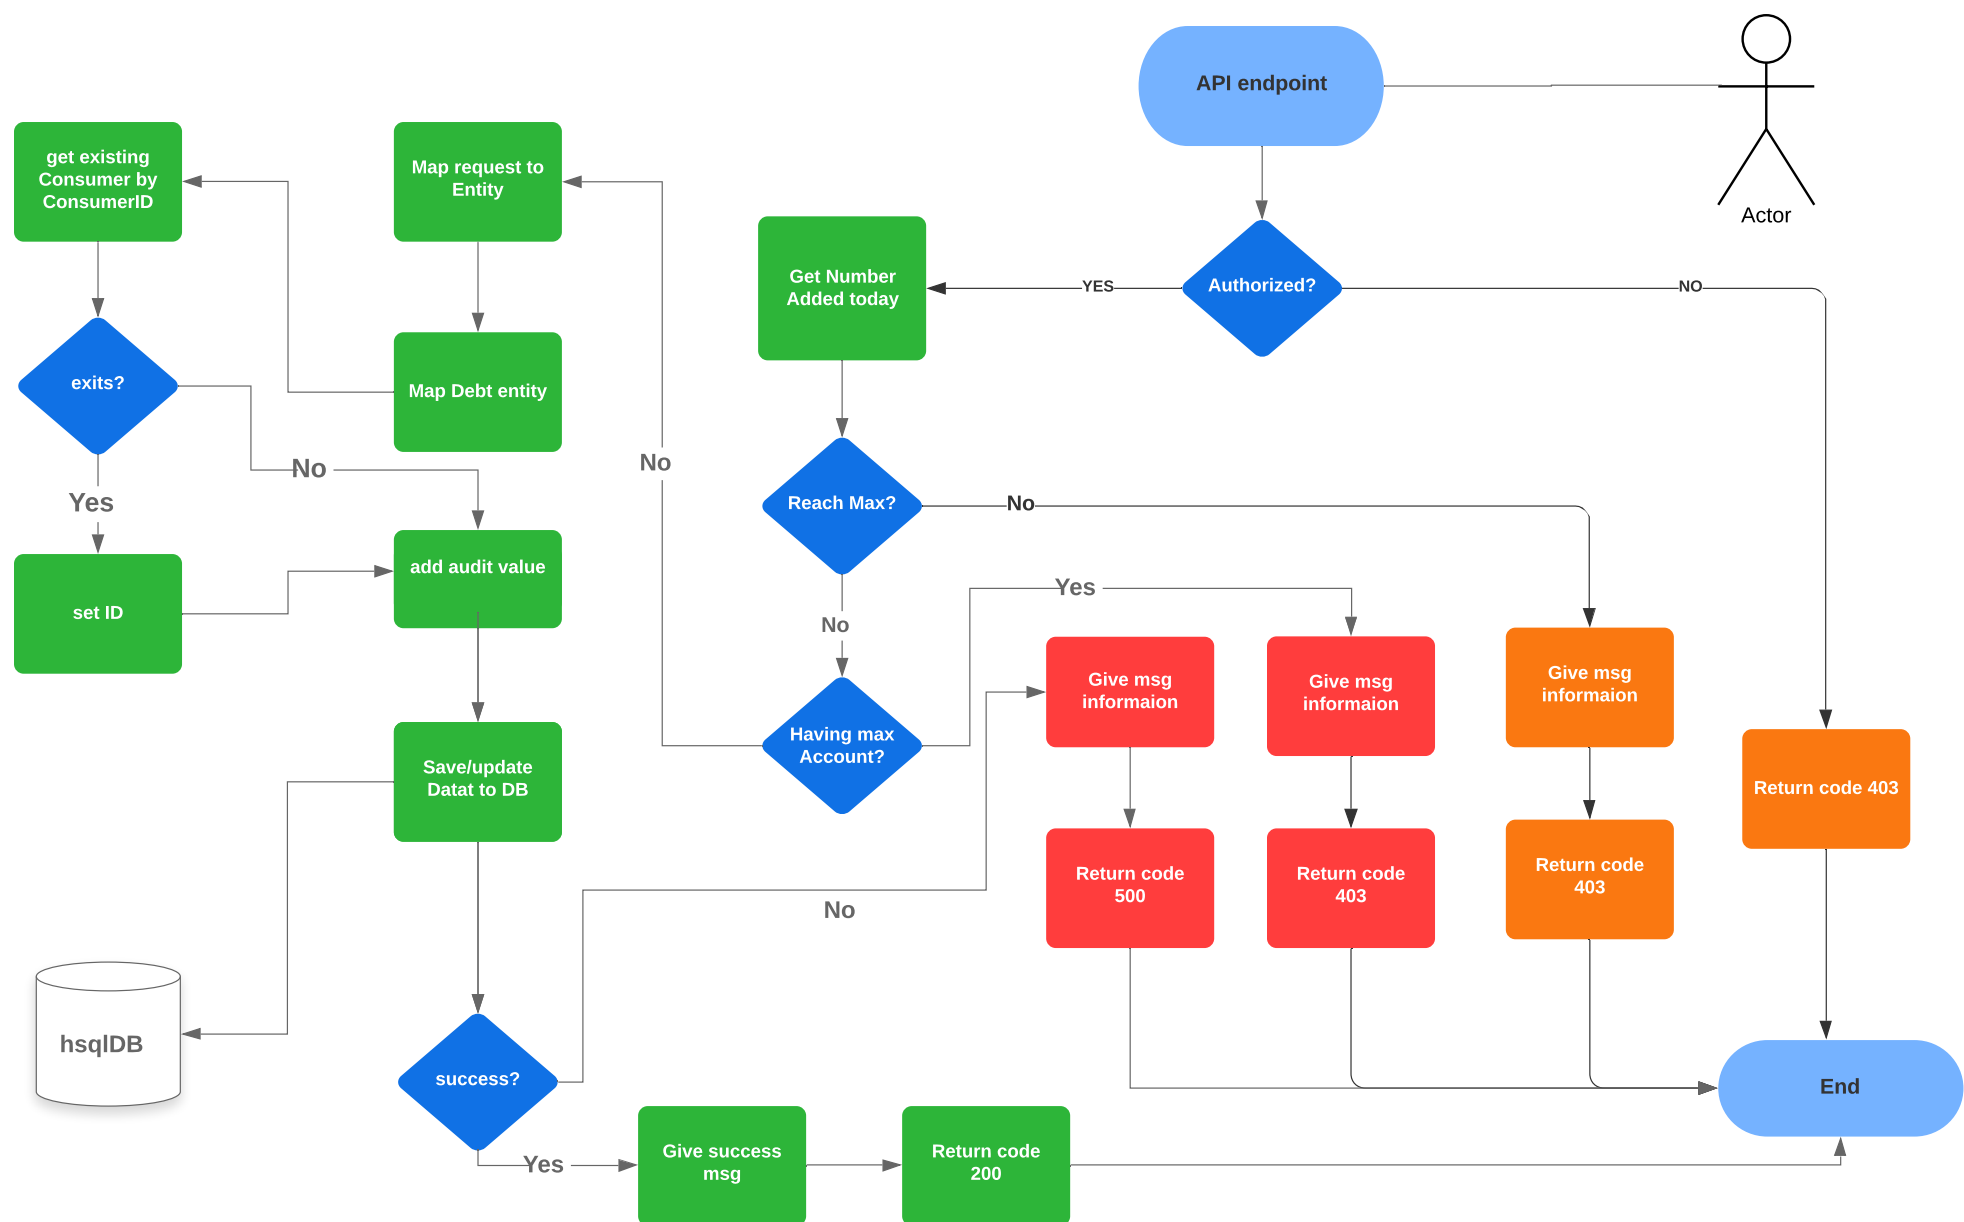 API endpoint
Actor
get existing
Consumer by
ConsumerID
Map request to
Entity
Get Number
Added today
YES
Authorized?
NO
exits?
Map Debt entity
No
No
Yes
Reach Max?
No
add audit value
set ID
Yes
No
Give msg
informaion
Give msg
informaion
Give msg
informaion
Having max
Account?
Save/update
Datat to DB
Return code 403
Return code
500
Return code
403
Return code
403
No
hsqlDB
success?
End
Yes
Give success
msg
Return code
200